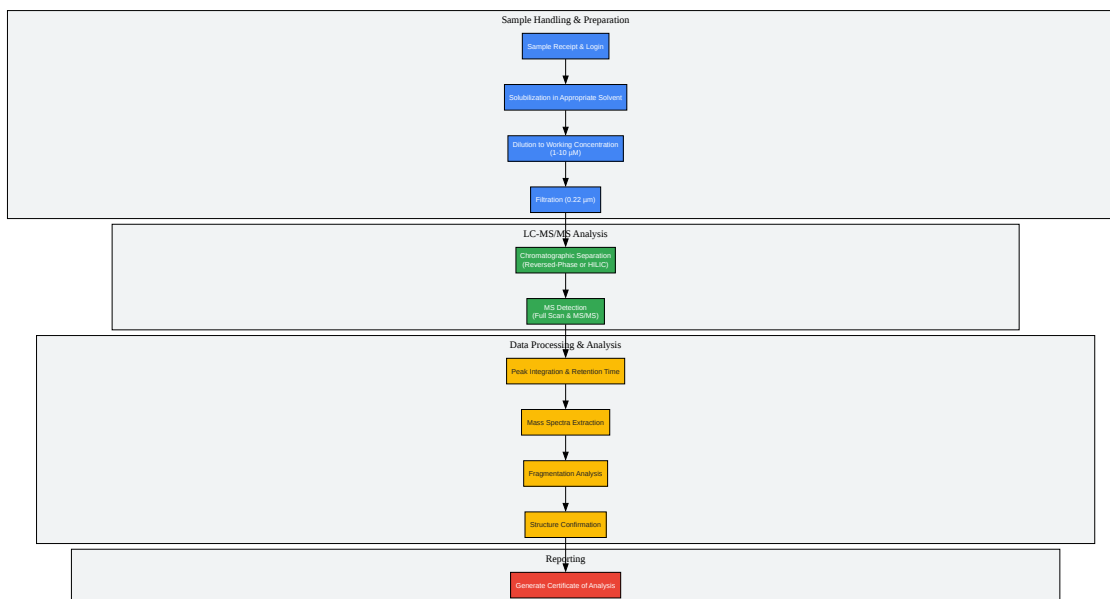 Sample Handling & Preparation
Sample Receipt & Login
Solubilization in Appropriate Solvent
Dilution to Working Concentration
(1-10 µM)
Filtration (0.22 µm)
LC-MS/MS Analysis
Chromatographic Separation
(Reversed-Phase or HILIC)
MS Detection
(Full Scan & MS/MS)
Data Processing & Analysis
Peak Integration & Retention Time
Mass Spectra Extraction
Fragmentation Analysis
Structure Confirmation
Reporting
Generate Certificate of Analysis